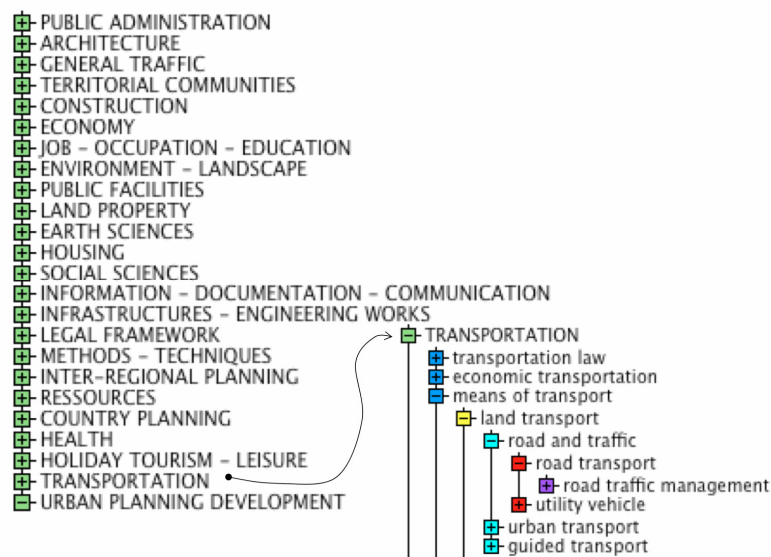 PUBLIC ADMINISTRATION
ARCHITECTURE
GENERAL TRAFFIC
TERRITORIAL COMMUNITIES
CONSTRUCTION
ECONOMY
JOB – OCCUPATION – EDUCATION
ENVIRONMENT – LANDSCAPE
PUBLIC FACILITIES
LAND PROPERTY
EARTH SCIENCES
HOUSING
SOCIAL SCIENCES
INFORMATION – DOCUMENTATION – COMMUNICATION
INFRASTRUCTURES – ENGINEERING WORKS
LEGAL FRAMEWORK
METHODS – TECHNIQUES
INTER–REGIONAL PLANNING
RESSOURCES
COUNTRY PLANNING
HEALTH
HOLIDAY TOURISM – LEISURE
TRANSPORTATION
URBAN PLANNING DEVELOPMENT
TRANSPORTATION
transportation law
economic transportation
means of transport
land transport
road and traffic
road transport
road traffic management
utility vehicle
urban transport
guided transport